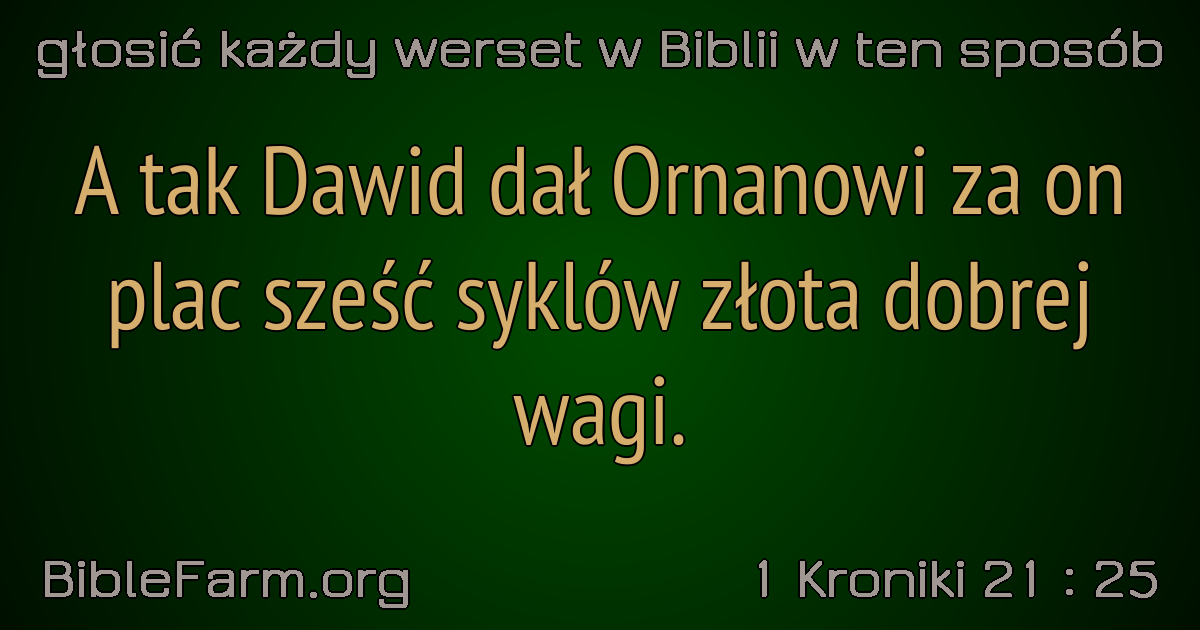 głosić każdy werset w Biblii w ten sposób
A tak Dawid dał Ornanowi za on
plac sześć syklów złota dobrej
wagi.
BibleFarm.org
1 Kroniki 21 : 25